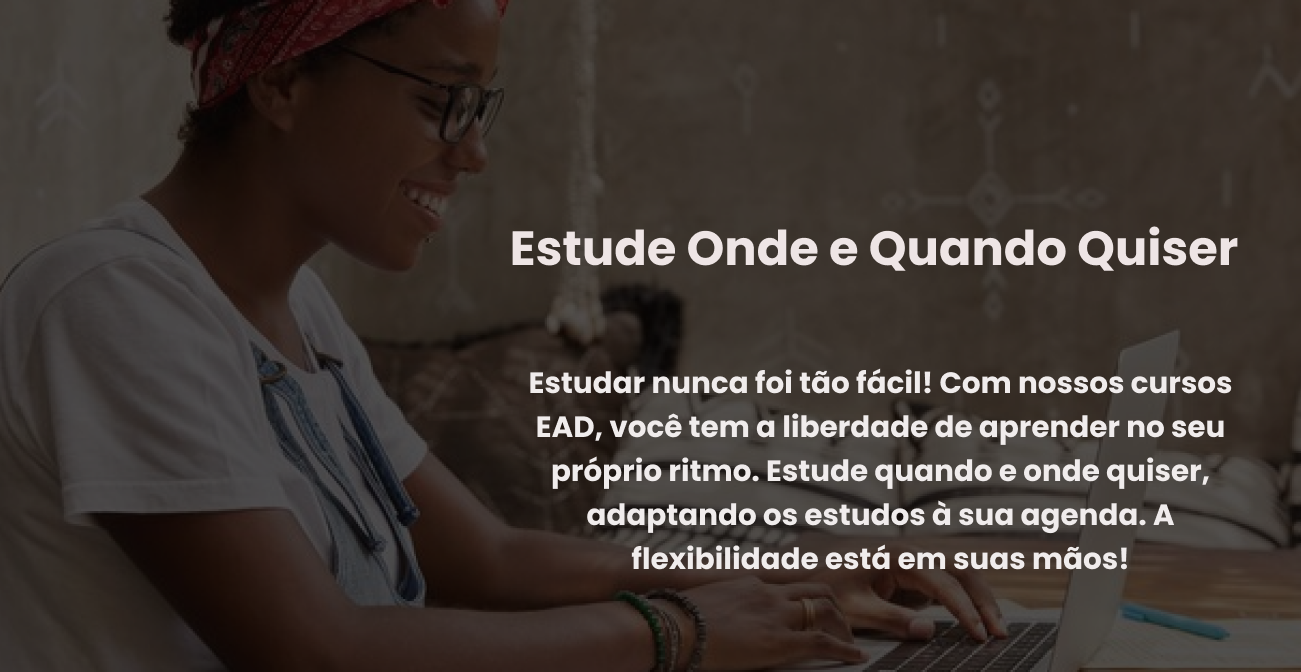 Estude Onde e Quando Quiser
Estudar nunca foi tão fácil! Com nossos cursos
EAD, você tem a liberdade de aprender no seu
próprio ritmo. Estude quando e onde quiser,
adaptando os estudos à sua agenda. A
flexibilidade está em suas mãos!